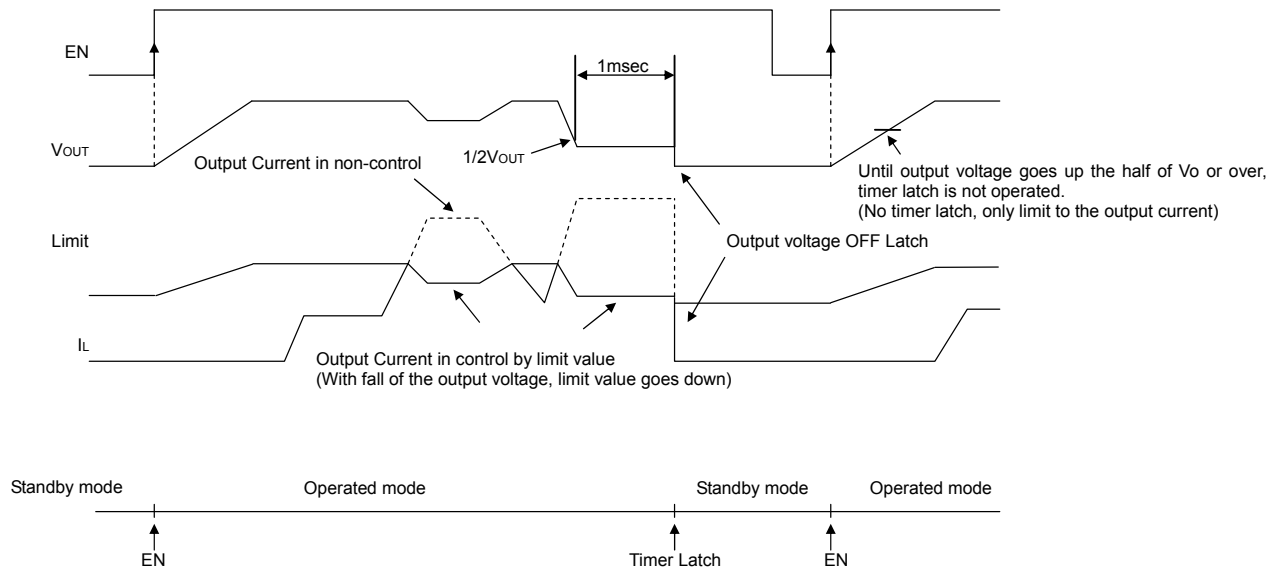 EN
1msec
VOUT
1/2VOUT
Output Current in non-control
Until output voltage goes up the half of Vo or over,
timer latch is not operated.
(No timer latch, only limit to the output current)
Limit
Output voltage OFF Latch
IL
Output Current in control by limit value
(With fall of the output voltage, limit value goes down)
Standby mode
Operated mode
Standby mode
Operated mode
EN
Timer Latch
EN